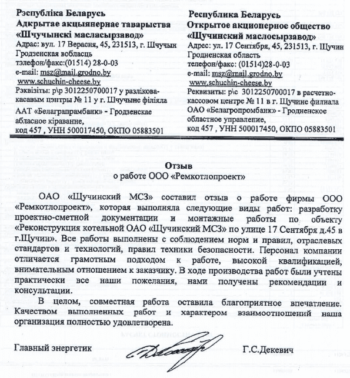 Рэспубліка Беларусь
Адкрытае акцыянернае таварыства
«Шчучынскі масласырзавод»
Адрас: вул. 17 Верасня, 45, 231513, г. Шчучын
Гродзенская вобласць
тэлефон/факс(01514)28-0-03
e-mail: msz@mail.grodno.by
www.schuchin-cheese.by
Рэквізіты: р\р 3012250700017 у разлікова-
касавым цэнтры № 11 у г. Шчучыне філіяла
ААТ «Белаграпрамбанк» - Гродзенскае
абласное кіраванне,
код 457 , УНН 500017450, ОКПО 05883501
Республика Беларусь
Открытое акционерное общество
«Щучинский маслосырзавод»
Адрес: ул. 17 Сентября, 45, 231513, г. Щучин
Гродненская область
телефон/факс:(01514)28-0-03
e-mail: msz@mail.grodno.by
www.schuchin-cheese.by
Реквизиты: р\с 3012250700017 в расчетно-
кассовом центре № 11 в г. Щучине филиала
ОАО «Белагропромбанк» - Гродненское
областное управление,
код 457 , УНН 500017450, ОКПО 05883501
Отзыв
о работе ООО «Ремкотлопроект»
ОАО «Щучинский МСЗ» составил отзыв о работе фирмы ООО
«Ремкотлопроект», которая выполняла следующие виды работ: разработку
проектно-сметной документации и монтажные работы по объекту
«Реконструкция котельной ОАО «Щучинский МСЗ» по улице 17 Сентября д.45 в
г.Щучин». Все работы выполнены с соблюдением норм и правил, отраслевых
стандартов и технологий, правил техники безопасности. Персонал компании
отличается грамотным подходом к работе, высокой квалификацией,
внимательным отношением к заказчику. В ходе производства работ были учтены
практически все наши пожелания, нами получены рекомендации и
консультации.
В целом, совместная работа оставила благоприятное впечатление.
Качеством выполненных работ и характером взаимоотношений наша
организация полностью удовлетворена.
Главный энергетик
Г.С.Декевич